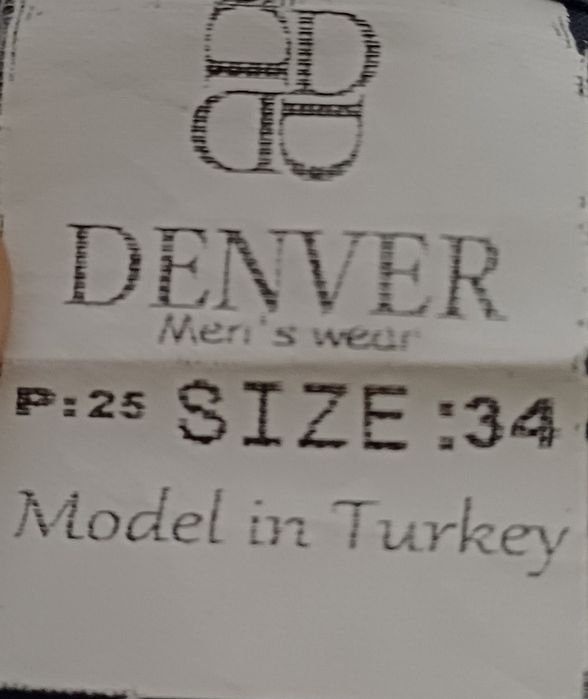 DENVER
Men's wear
P:25 SIZE:34
Model in Turkey